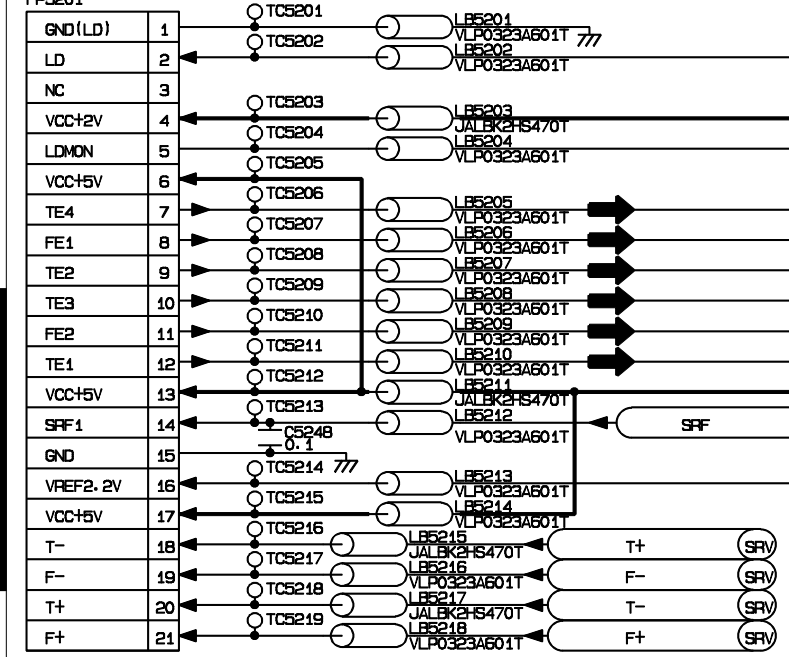 TC5201
GND(LD) 1 LB5201
VLP0323A601T
TC5202
LD 2 LB5202
VLP0323A601T
NC 3
TC5203
VCC+2V 4 LB5203
JALBK2HS470T
TC5204
LDMON 5 LB5204
VLP0323A601T
TC5205
VCC+5V 6
TC5206
TE4 7 LB5205
VLP0323A601T
TC5207
FE1 8 LB5206
VLP0323A601T
TC5208
TE2 9 LB5207
VLP0323A601T
TC5209
TE3 10 LB5208
VLP0323A601T
TC5210
FE2 11 LB5209
VLP0323A601T
TC5211
TE1 12 LB5210
VLP0323A601T
TC5212
VCC+5V 13 LB5211
JALBK2HS470T
TC5213
SRF1 14 LB5212 SRF
C5248
VLP0323A601T
0.1
GND 15
TC5214
VREF2.2V 16 LB5213
VLP0323A601T
TC5215
VCC+5V 17 LB5214
VLP0323A601T
TC5216
T- 18 LB5215 T+ SRV
JALBK2HS470T
TC5217
F- 19 LB5216 F- SRV
VLP0323A601T
TC5218
T+ 20 LB5217 T- SRV
JALBK2HS470T
TC5219
F+ 21 LB5218 F+ SRV
VLP0323A601T